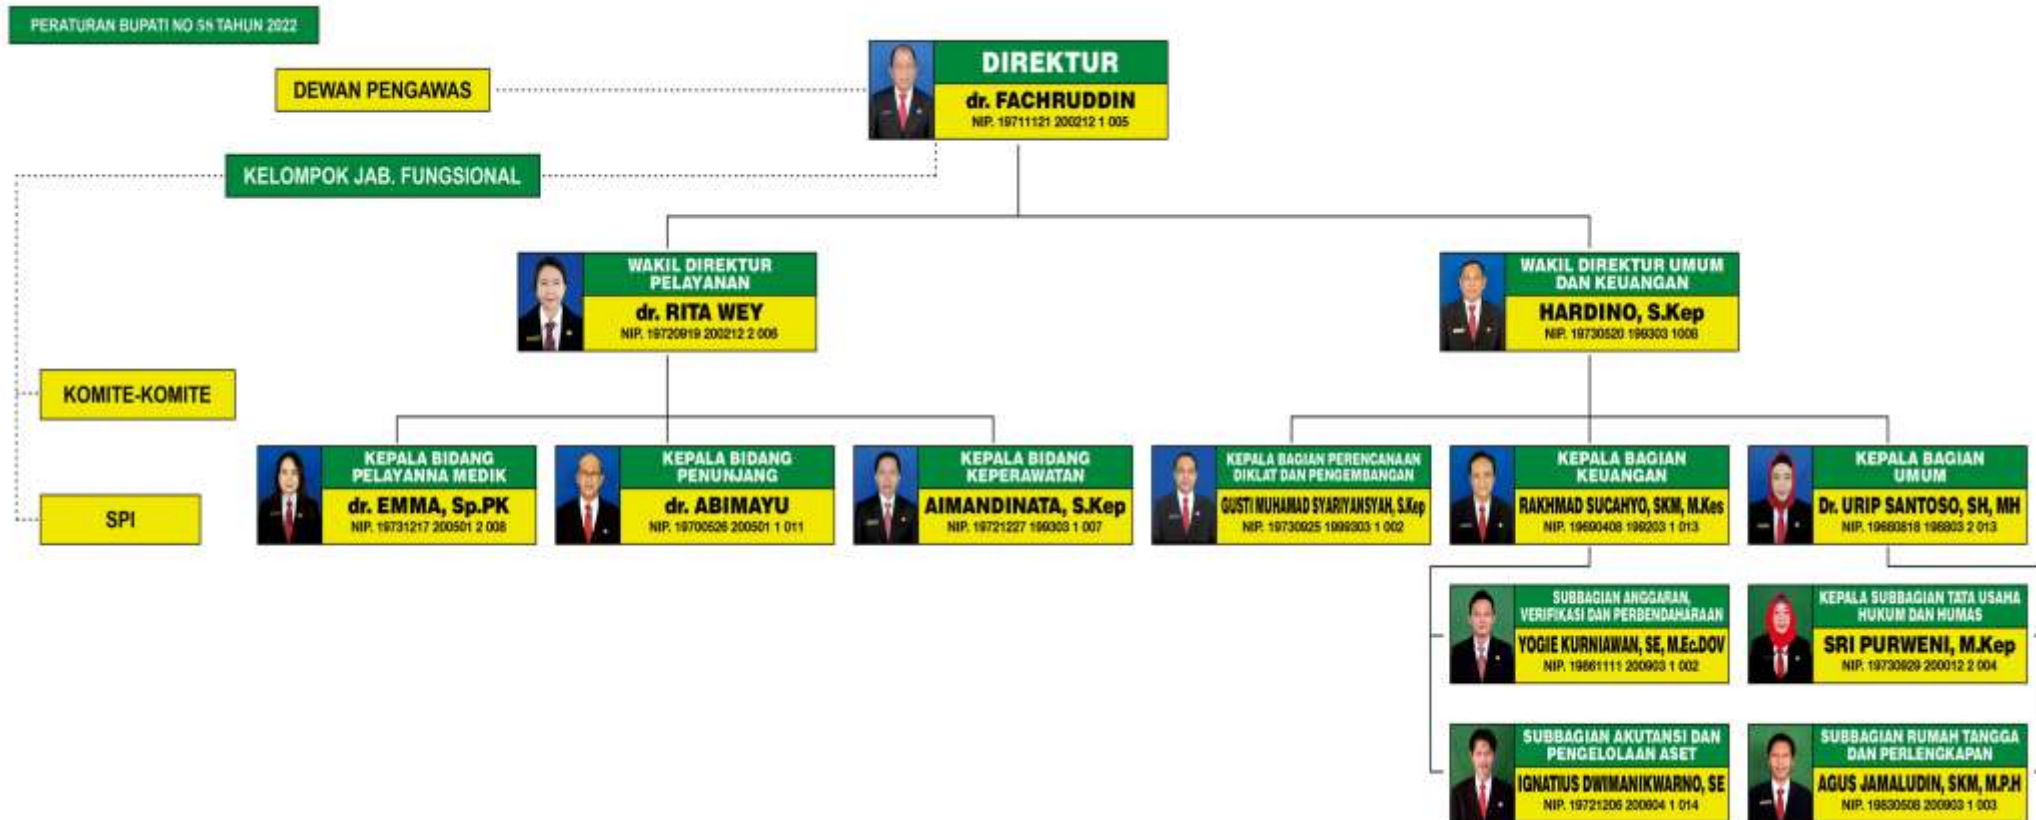 PERATURAN BUPATI NO 58 TAHUN 2022
DIREKTUR
dr. FACHRUDDIN
NIP. 19711121 200212 1 005
DEWAN PENGAWAS
KELOMPOK JAB. FUNGSIONAL
WAKIL DIREKTUR
PELAYANAN
dr. RITA WEY
NIP. 19720919 200212 2 006
WAKIL DIREKTUR UMUM
DAN KEUANGAN
HARDINO, S.Kep
NIP. 19730520 199303 1008
KOMITE-KOMITE
SPI
KEPALA BIDANG
PELAYANNA MEDIK
dr. EMMA, Sp.PK
NIP. 19731217 200501 2 008
KEPALA BIDANG
PENUNJANG
dr. ABIMAYU
NIP. 19700526 200501 1 011
KEPALA BIDANG
KEPERAWATAN
AIMANDINATA, S.Kep
NIP. 19721227 199303 1 007
KEPALA BAGIAN PERENCANAAN
DIKLAT DAN PENGEMBANGAN
GUSTI MUHAMAD SYARIYANSYAH, S.Kep
NIP. 19730925 1999303 1 002
KEPALA BAGIAN
KEUANGAN
RAKHMAD SUCAHYO, SKM, M.Kes
NIP. 19690408 199203 1 013
KEPALA BAGIAN
UMUM
Dr. URIP SANTOSO, SH, MH
NIP. 19680818 198803 2 013
SUBBAGIAN ANGGARAN,
VERIFIKASI DAN PERBENDAHARAAN
YOGIE KURNIAWAN, SE, M.Ec.DOV
NIP. 19861111 200903 1 002
KEPALA SUBBAGIAN TATA USAHA
HUKUM DAN HUMAS
SRI PURWENI, M.Kep
NIP. 19730929 200012 2 004
SUBBAGIAN AKUTANSI DAN
PENGELOLAAN ASET
IGNATIUS DWIMANIKWARNO, SE
NIP. 19721206 200604 1 014
SUBBAGIAN RUMAH TANGGA
DAN PERLENGKAPAN
AGUS JAMALUDIN, SKM, M.P.H
NIP. 19830508 200903 1 003